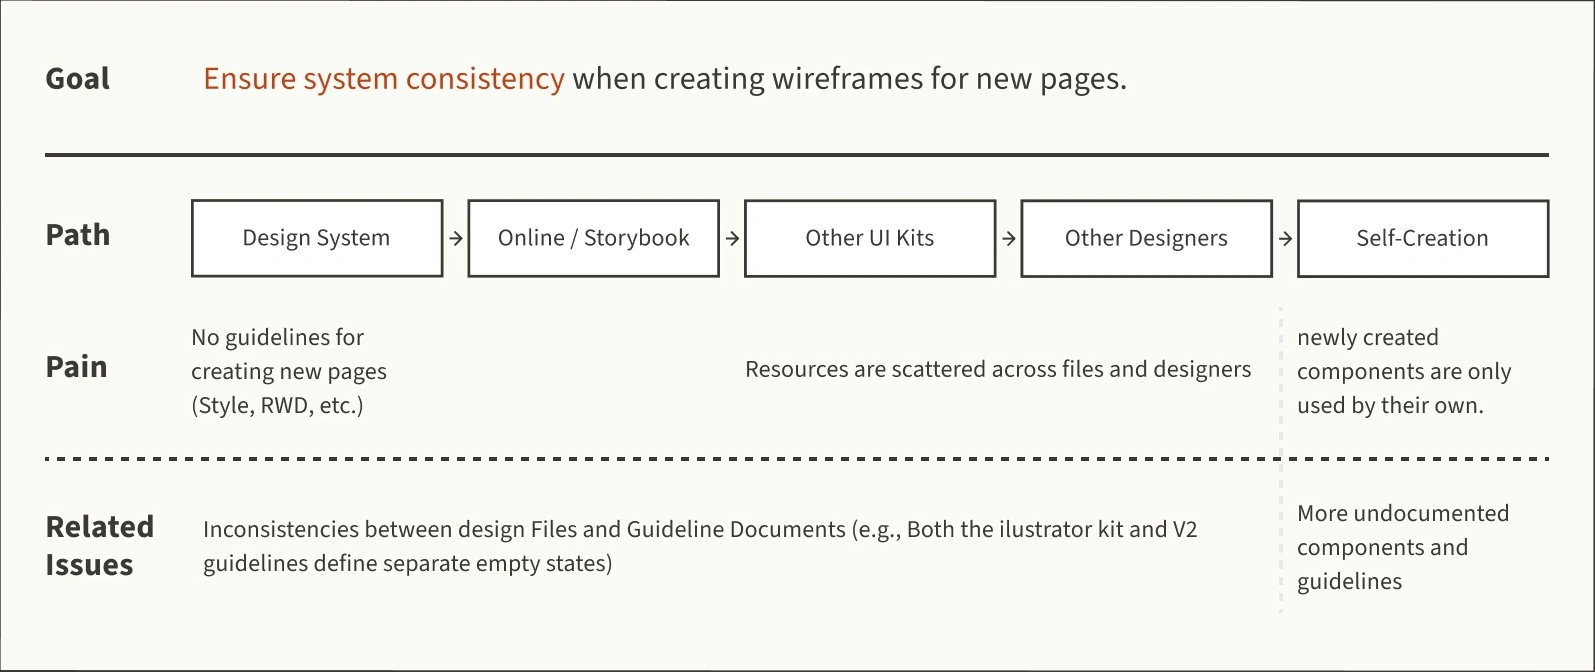 Goal
Ensure system consistency when creating wireframes for new pages.
Path
Design System
Online / Storybook
Other UI Kits
Other Designers
Self-Creation
Pain
No guidelines for
creating new pages
(Style, RWD, etc.)
Resources are scattered across files and designers
newly created
components are only
used by their own.
Related
Issues
Inconsistencies between design Files and Guideline Documents (e.g., Both the ilustrator kit and V2
guidelines define separate empty states)
More undocumented
components and
guidelines